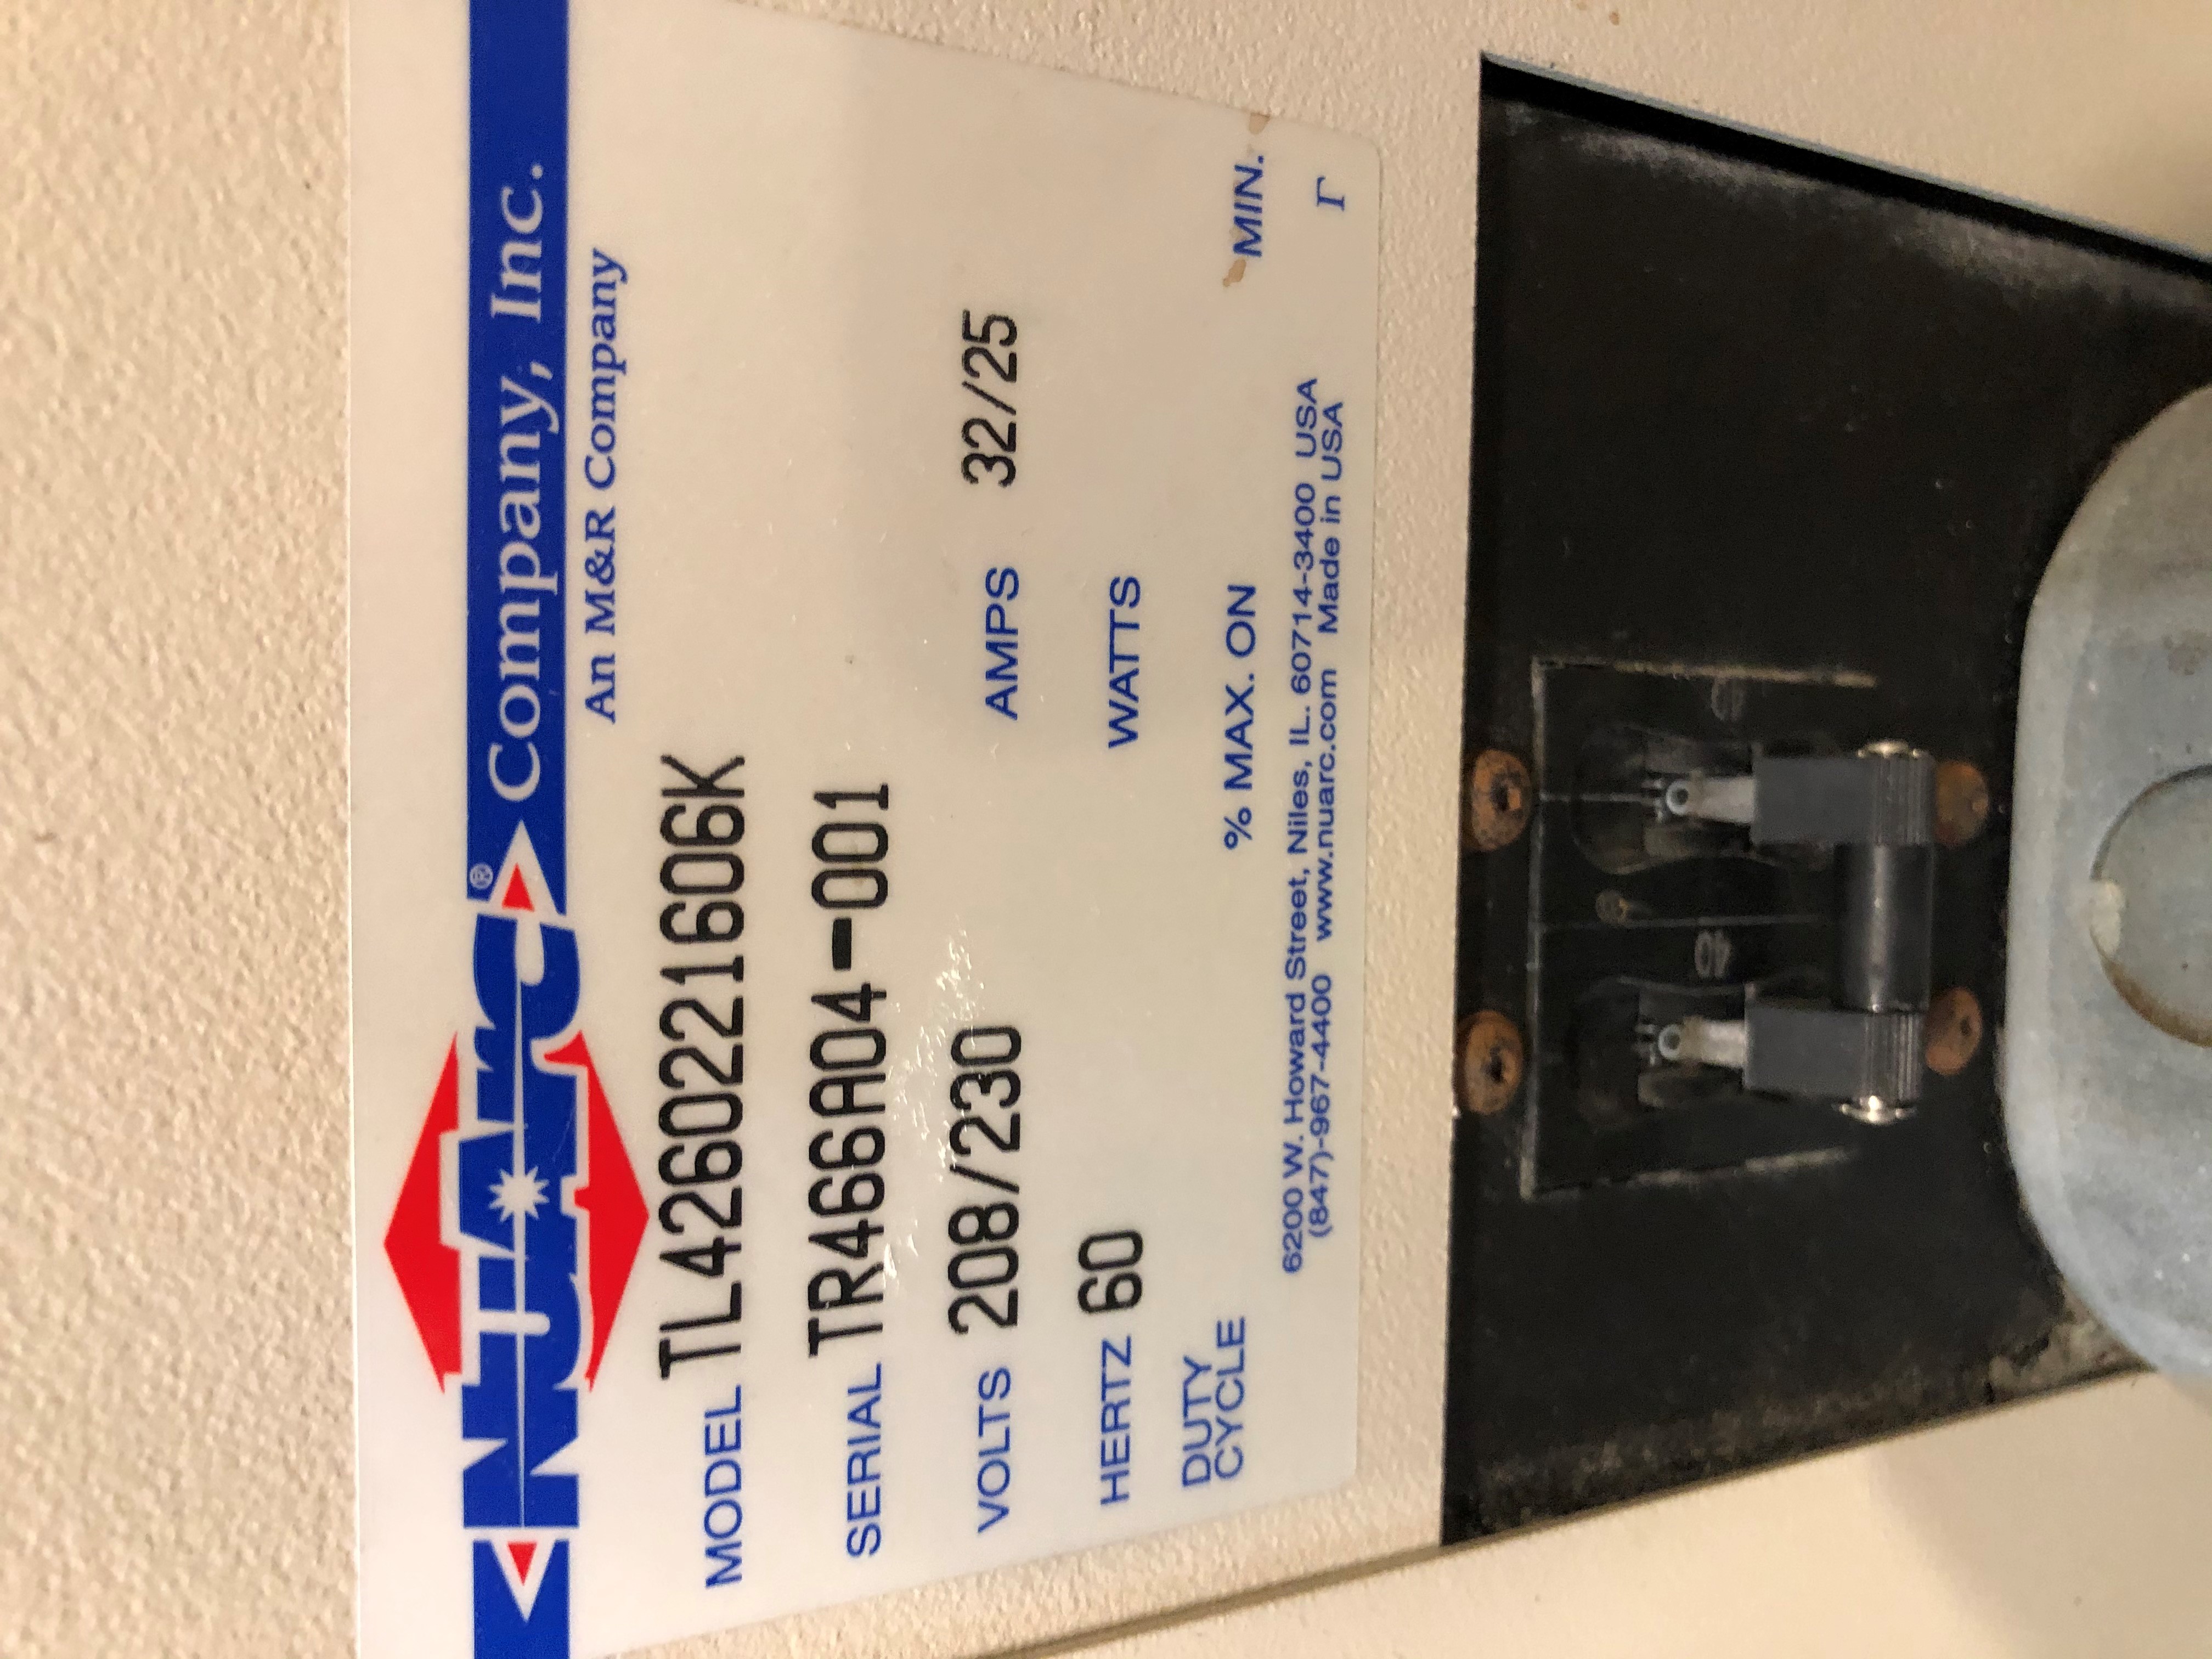 NUARC® Company, Inc.
An M&R Company
MODEL TL4260221606K
SERIAL TR466A04-001
VOLTS 208/230 AMPS 32/25
HERTZ 60 WATTS
DUTY CYCLE % MAX. ON MIN.
6200 W. Howard Street, Niles, IL. 60714-3400 USA
(847)-967-4400 www.nuarc.com Made in USA
40